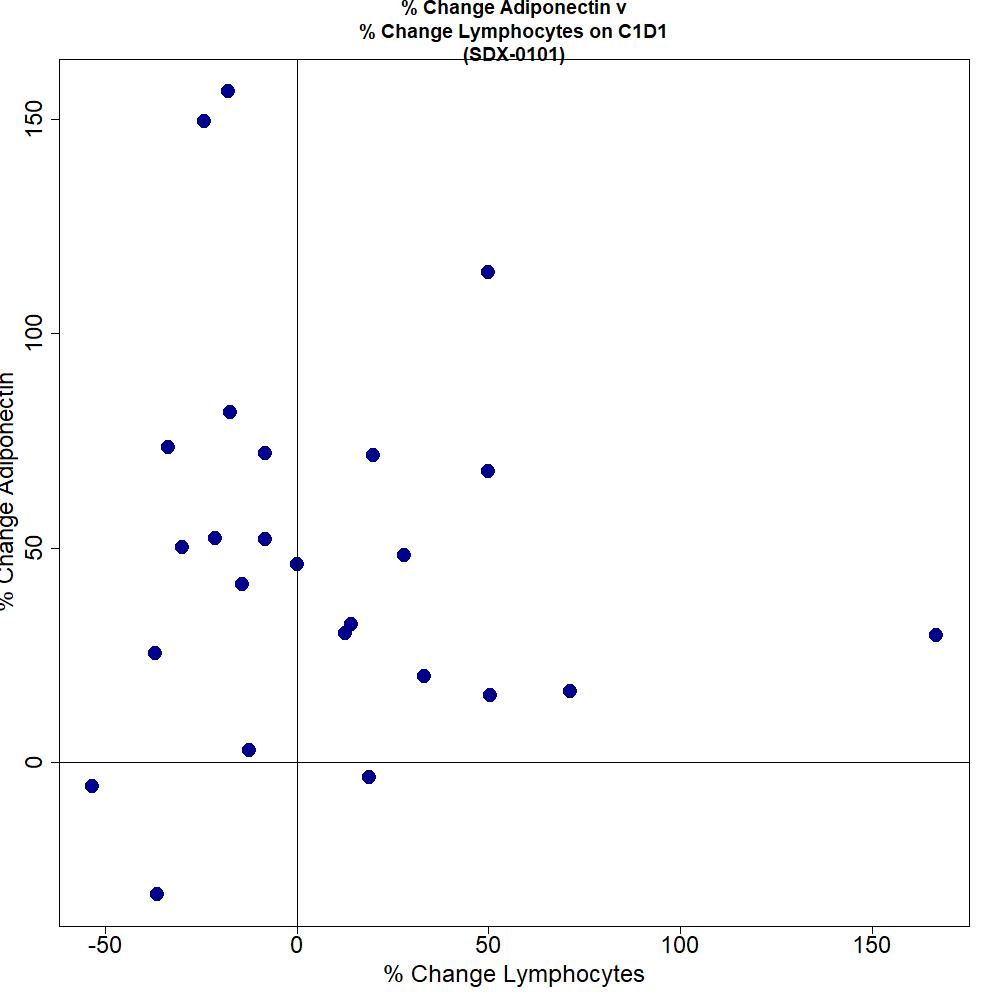 % Change Adiponectin v
% Change Lymphocytes on C1D1
(SDX-0101)
% Change Adiponectin
150
100
50
0
-50
0
50
100
150
% Change Lymphocytes